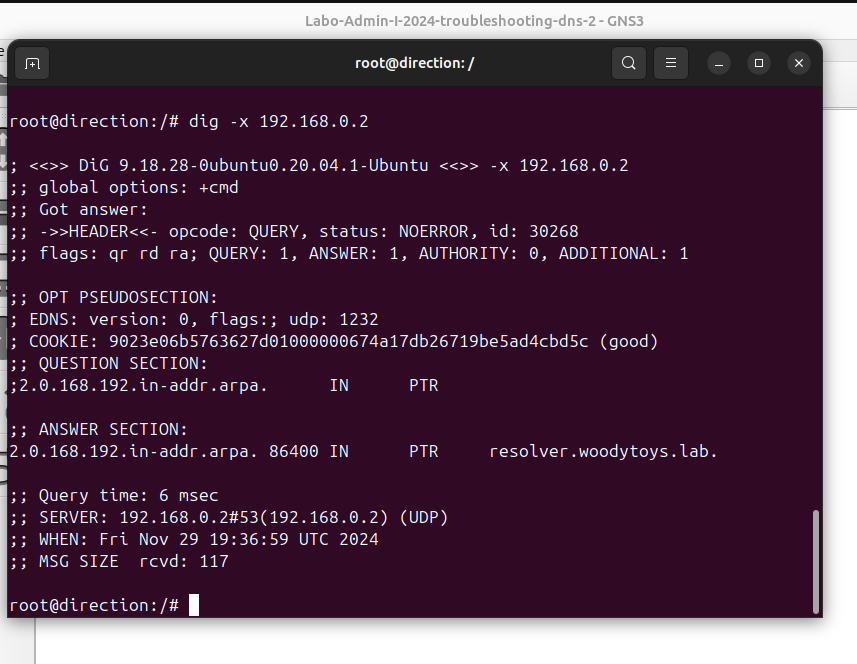 Labo-Admin-I-2024-troubleshooting-dns-2 - GNS3
root@direction: /
root@direction:/# dig -x 192.168.0.2
; <<>> DiG 9.18.28-0ubuntu0.20.04.1-Ubuntu <<>> -x 192.168.0.2
;; global options: +cmd
;; Got answer:
;; ->>HEADER<<- opcode: QUERY, status: NOERROR, id: 30268
;; flags: qr rd ra; QUERY: 1, ANSWER: 1, AUTHORITY: 0, ADDITIONAL: 1
;; OPT PSEUDOSECTION:
; EDNS: version: 0, flags:; udp: 1232
; COOKIE: 9023e06b5763627d01000000674a17db26719be5ad4cbd5c (good)
;; QUESTION SECTION:
;2.0.168.192.in-addr.arpa. IN PTR
;; ANSWER SECTION:
2.0.168.192.in-addr.arpa. 86400 IN PTR resolver.woodytoys.lab.
;; Query time: 6 msec
;; SERVER: 192.168.0.2#53(192.168.0.2) (UDP)
;; WHEN: Fri Nov 29 19:36:59 UTC 2024
;; MSG SIZE rcvd: 117
root@direction:/#